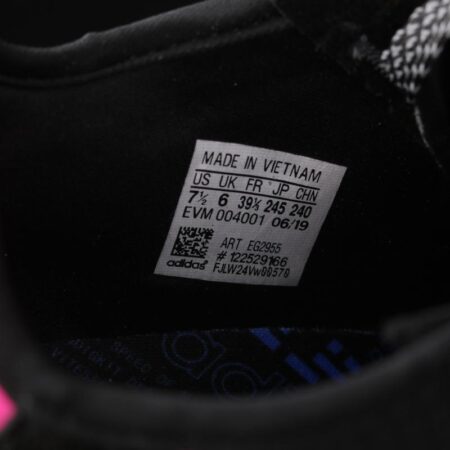 MADE IN VIETNAM
US UK FR JP CHN
7½ 6 39⅓ 245 240
EVM 004001 06/19
ART EG2955
# 122529166
adidas
FJLW24VW00570